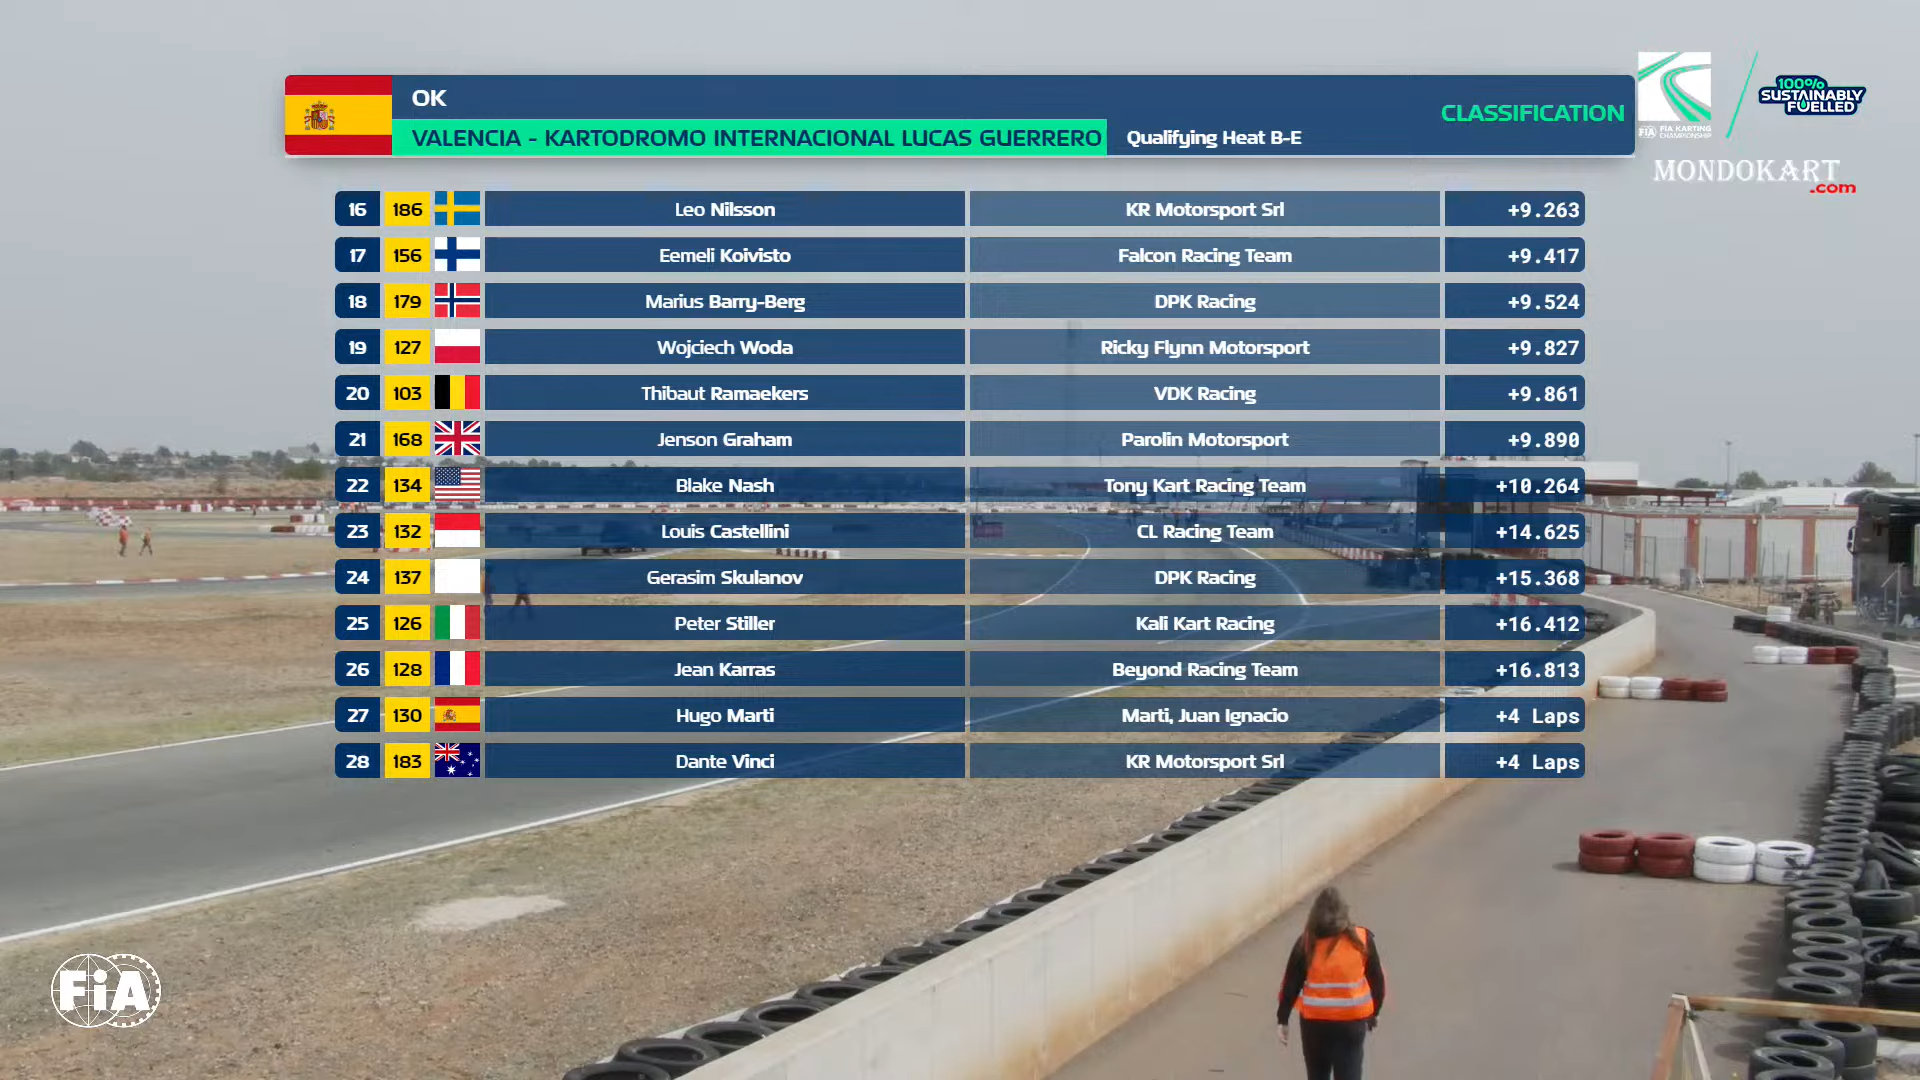 OK
VALENCIA - KARTODROMO INTERNACIONAL LUCAS GUERRERO Qualifying Heat B-E
CLASSIFICATION
FIA FIA KARTING
CHAMPIONSHIP
100%
SUSTAINABLY
FUELLED
MONDOKART
.com
16 186 Leo Nilsson KR Motorsport Srl +9.263
17 156 Eemeli Koivisto Falcon Racing Team +9.417
18 179 Marius Barry-Berg DPK Racing +9.524
19 127 Wojciech Woda Ricky Flynn Motorsport +9.827
20 103 Thibaut Ramaekers VDK Racing +9.861
21 168 Jenson Graham Parolin Motorsport +9.890
22 134 Blake Nash Tony Kart Racing Team +10.264
23 132 Louis Castellini CL Racing Team +14.625
24 137 Gerasim Skulanov DPK Racing +15.368
25 126 Peter Stiller Kali Kart Racing +16.412
26 128 Jean Karras Beyond Racing Team +16.813
27 130 Hugo Marti Marti, Juan Ignacio +4 Laps
28 183 Dante Vinci KR Motorsport Srl +4 Laps
FiA